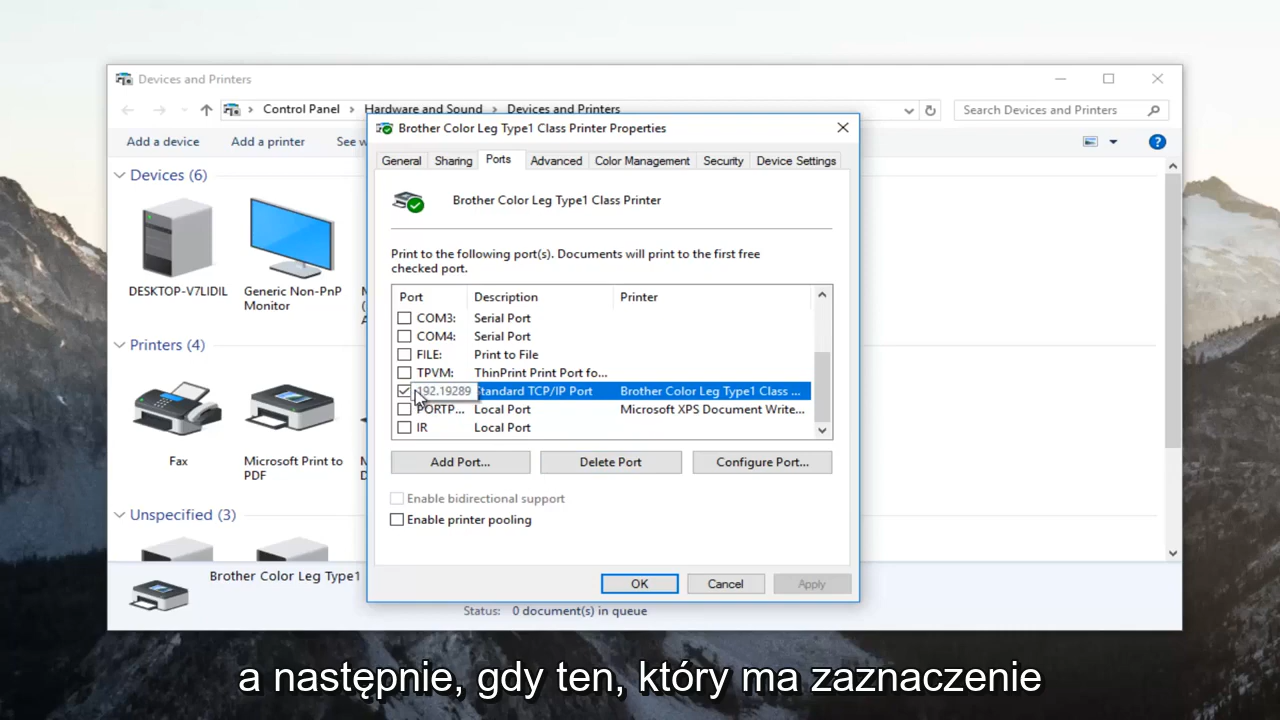 Devices and Printers
Control Panel > Hardware and Sound > Devices and Printers
Search Devices and Printers
Add a device
Add a printer
See w
Devices (6)
DESKTOP-V7LIDIL
Generic Non-PnP
Monitor
Printers (4)
Fax
Microsoft Print to
PDF
Unspecified (3)
Brother Color Leg Type1
Status: 0 document(s) in queue
Brother Color Leg Type1 Class Printer Properties
General
Sharing
Ports
Advanced
Color Management
Security
Device Settings
Brother Color Leg Type1 Class Printer
Print to the following port(s). Documents will print to the first free
checked port.
Port Description Printer
COM3: Serial Port
COM4: Serial Port
FILE: Print to File
TPVM: ThinPrint Print Port fo...
192.19289 Standard TCP/IP Port Brother Color Leg Type1 Class ...
PORTP... Local Port Microsoft XPS Document Write...
IR Local Port
Add Port...
Delete Port
Configure Port...
Enable bidirectional support
Enable printer pooling
OK
Cancel
Apply
a następnie, gdy ten, który ma zaznaczenie